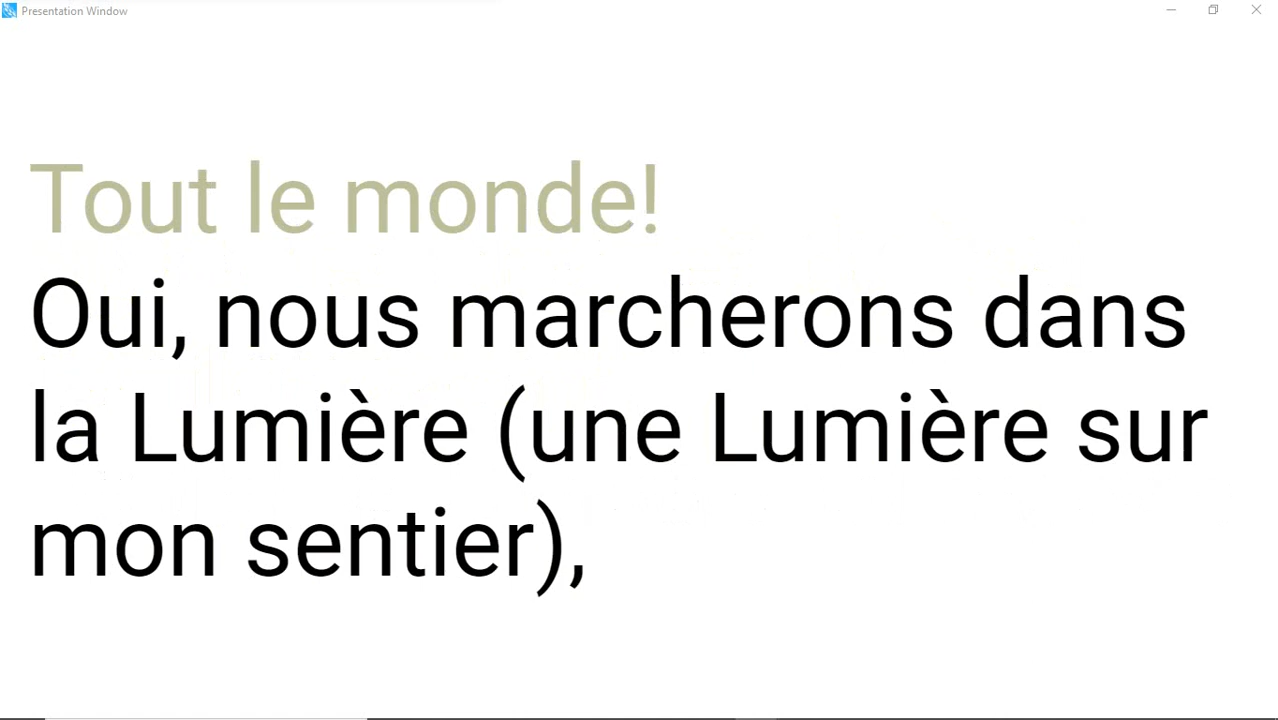 Presentation Window
Tout le monde!
Oui, nous marcherons dans
la Lumière (une Lumière sur
mon sentier),